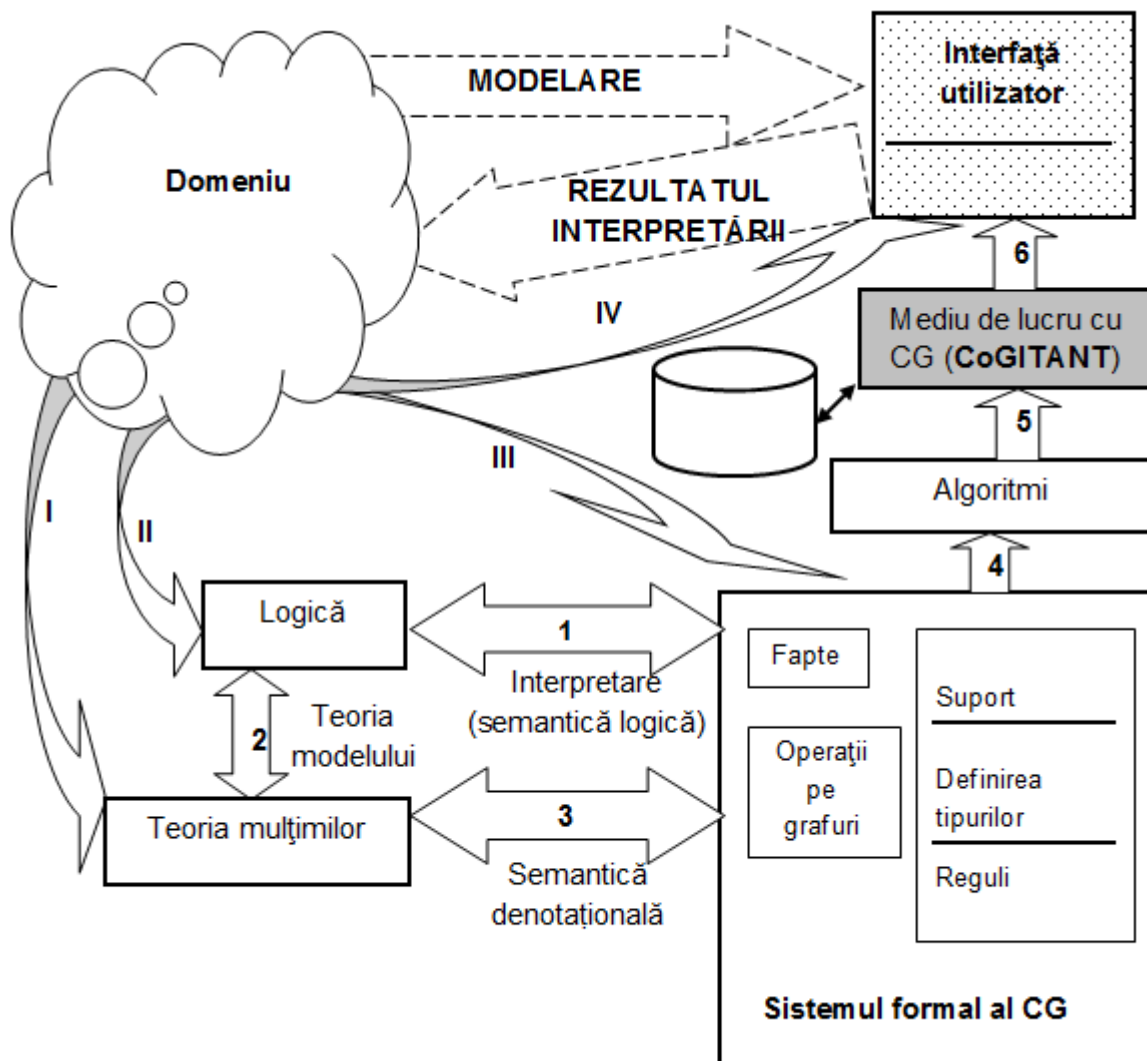 MODELARE
Interfaţă
utilizator
Domeniu
REZULTATUL
INTERPRETĂRII
6
IV
Mediu de lucru cu
CG (CoGITANT)
5
III
Algoritmi
I
II
4
Logică
1
Fapte
Interpretare
(semantică logică)
Suport
2
Teoria
modelului
Operaţii
pe
grafuri
Definirea
tipurilor
Teoria mulţimilor
3
Reguli
Semantică
denotațională
Sistemul formal al CG